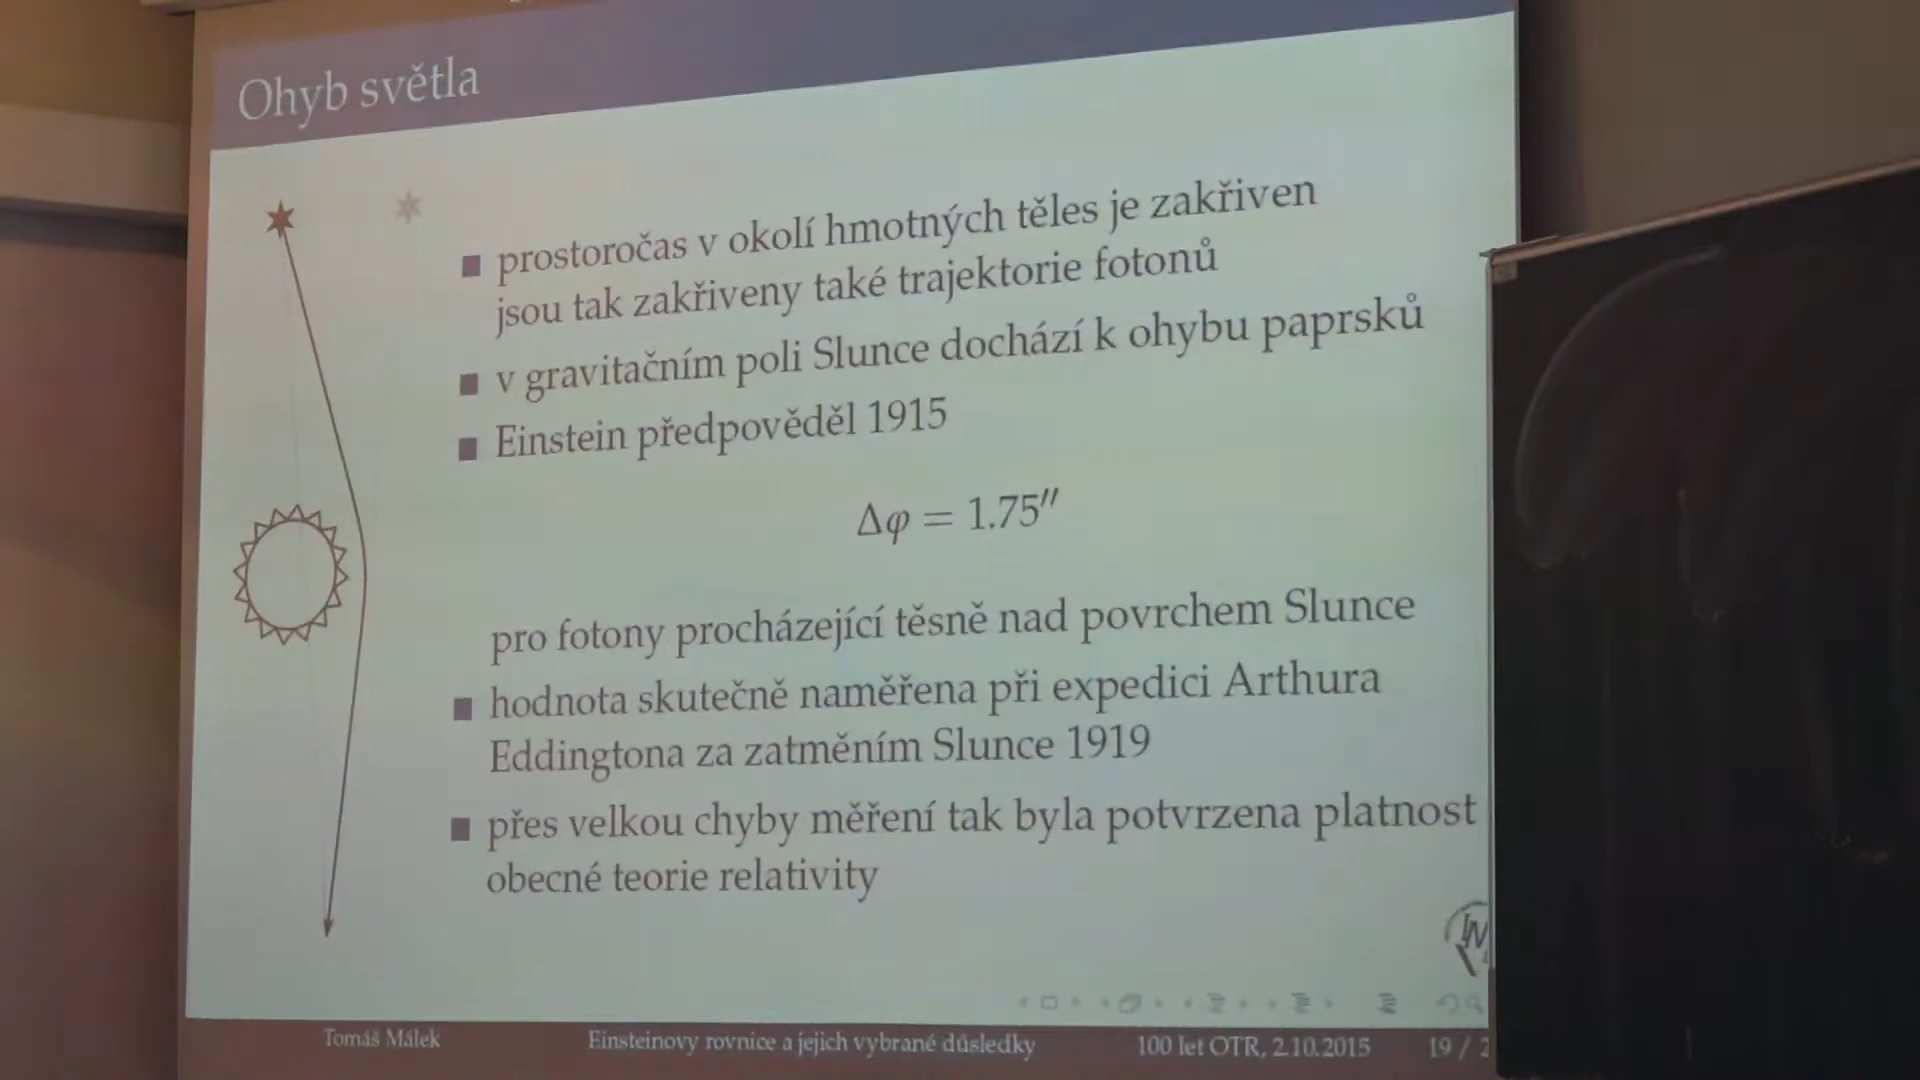 Ohyb světla
prostoročas v okolí hmotných těles je zakřiven
jsou tak zakřiveny také trajektorie fotonů
v gravitačním poli Slunce dochází k ohybu paprsků
Einstein předpověděl 1915
Δφ = 1.75″
pro fotony procházející těsně nad povrchem Slunce
hodnota skutečně naměřena při expedici Arthura
Eddingtona za zatměním Slunce 1919
přes velkou chyby měření tak byla potvrzena platnost
obecné teorie relativity
Tomáš Málek
Einsteinovy rovnice a jejich vybrané důsledky
100 let OTR, 2.10.2015
19 / 2